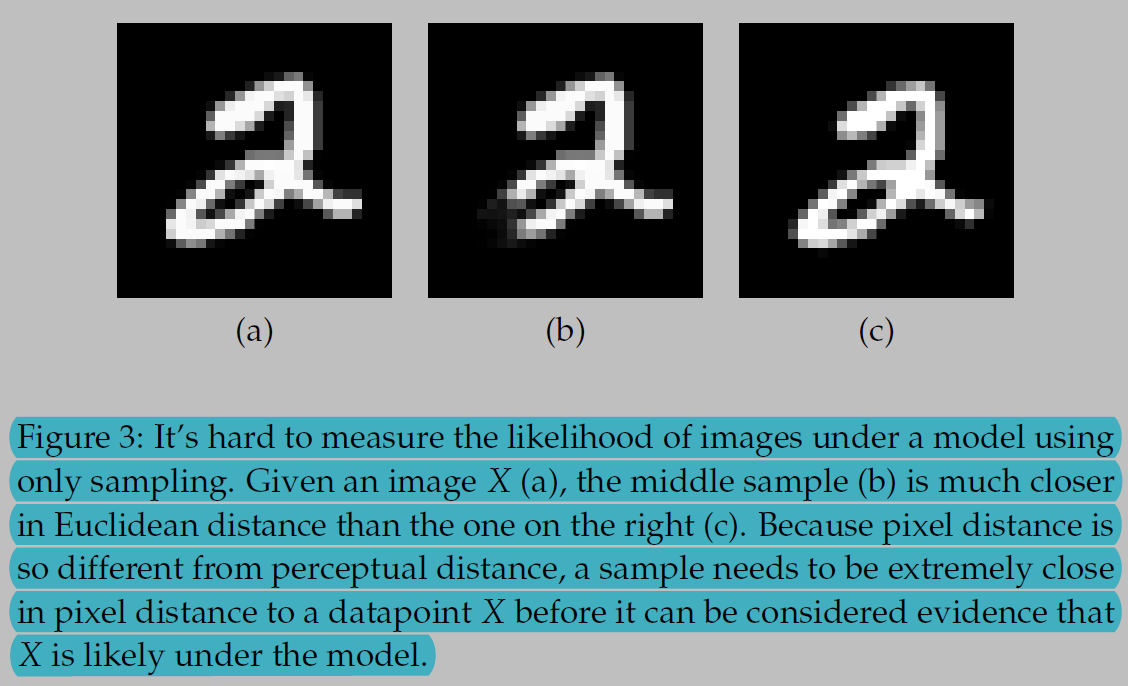 (a) (b) (c)
Figure 3: It's hard to measure the likelihood of images under a model using
only sampling. Given an image X (a), the middle sample (b) is much closer
in Euclidean distance than the one on the right (c). Because pixel distance is
so different from perceptual distance, a sample needs to be extremely close
in pixel distance to a datapoint X before it can be considered evidence that
X is likely under the model.